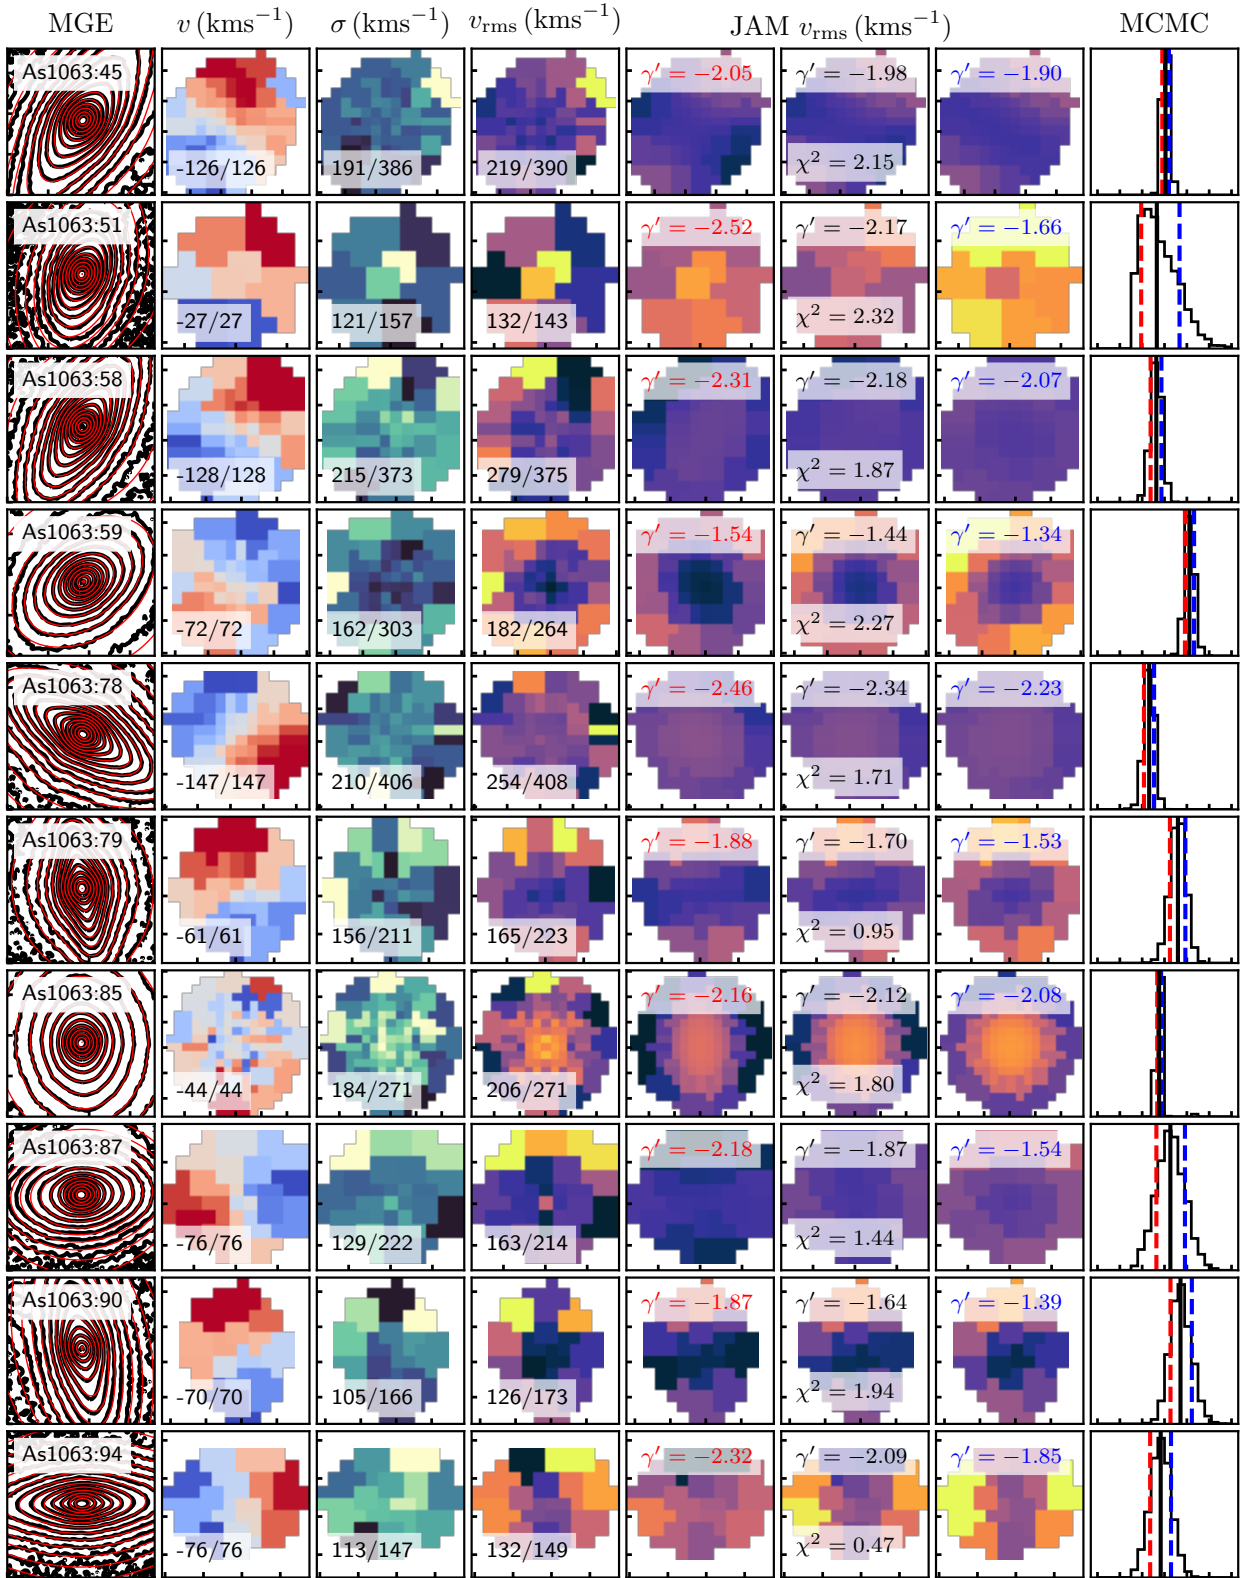 MGE v (kms⁻¹) σ (kms⁻¹) v_rms (kms⁻¹) JAM v_rms (kms⁻¹) MCMC
As1063:45 -126/126 191/386 219/390 γ′ = −2.05 γ′ = −1.98 χ² = 2.15 γ′ = −1.90
As1063:51 -27/27 121/157 132/143 γ′ = −2.52 γ′ = −2.17 χ² = 2.32 γ′ = −1.66
As1063:58 -128/128 215/373 279/375 γ′ = −2.31 γ′ = −2.18 χ² = 1.87 γ′ = −2.07
As1063:59 -72/72 162/303 182/264 γ′ = −1.54 γ′ = −1.44 χ² = 2.27 γ′ = −1.34
As1063:78 -147/147 210/406 254/408 γ′ = −2.46 γ′ = −2.34 χ² = 1.71 γ′ = −2.23
As1063:79 -61/61 156/211 165/223 γ′ = −1.88 γ′ = −1.70 χ² = 0.95 γ′ = −1.53
As1063:85 -44/44 184/271 206/271 γ′ = −2.16 γ′ = −2.12 χ² = 1.80 γ′ = −2.08
As1063:87 -76/76 129/222 163/214 γ′ = −2.18 γ′ = −1.87 χ² = 1.44 γ′ = −1.54
As1063:90 -70/70 105/166 126/173 γ′ = −1.87 γ′ = −1.64 χ² = 1.94 γ′ = −1.39
As1063:94 -76/76 113/147 132/149 γ′ = −2.32 γ′ = −2.09 χ² = 0.47 γ′ = −1.85